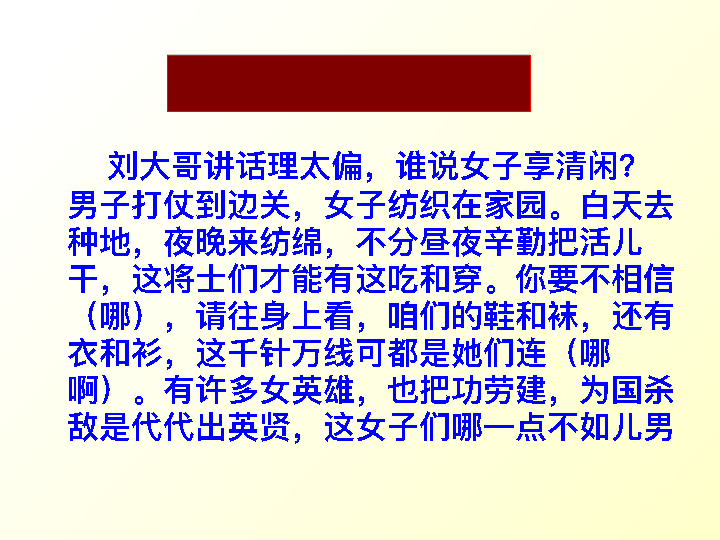 刘大哥讲话理太偏，谁说女子享清闲？
男子打仗到边关，女子纺织在家园。白天去
种地，夜晚来纺绵，不分昼夜辛勤把活儿
干，这将士们才能有这吃和穿。你要不相信
（哪），请往身上看，咱们的鞋和袜，还有
衣和衫，这千针万线可都是她们连（哪
啊）。有许多女英雄，也把功劳建，为国杀
敌是代代出英贤，这女子们哪一点不如儿男